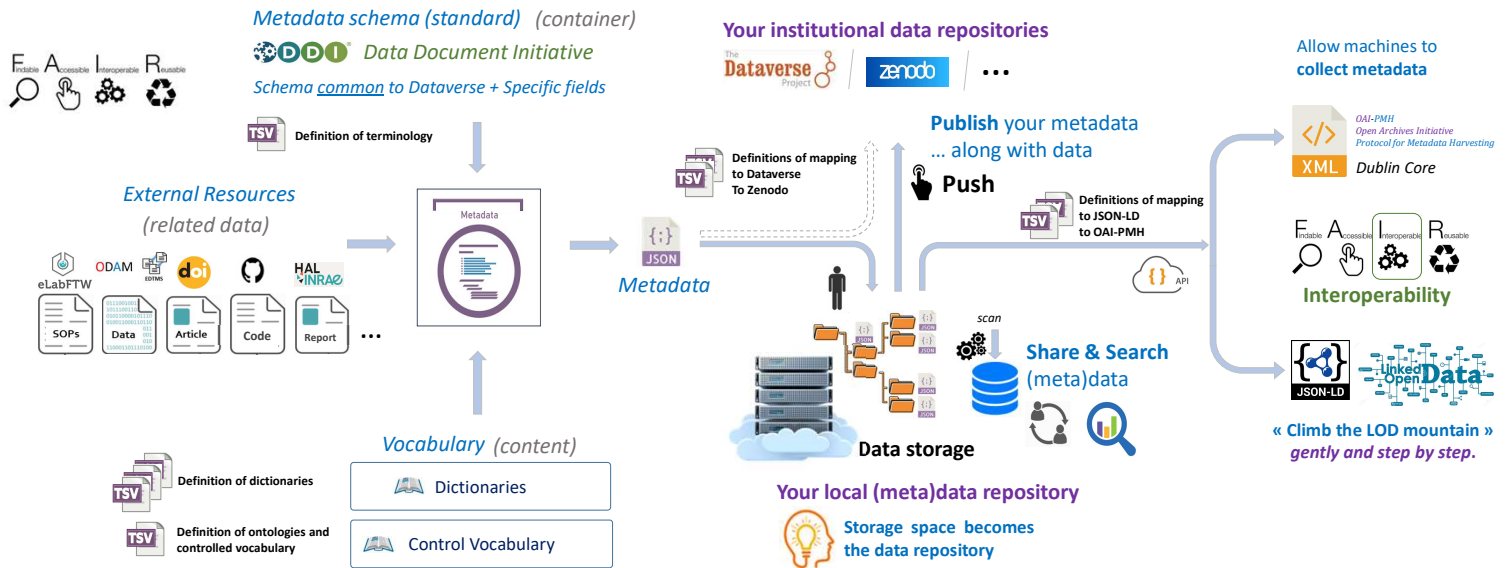 Metadata schema (standard) (container)
DDI® Data Document Initiative
Schema common to Dataverse + Specific fields
Findable Accessible Interoperable Reusable
TSV
Definition of terminology
External Resources
(related data)
eLabFTW
ODAM
EDTMS
doi
HAL
INRAE
SOPs
0111001001
Data
Article
Code
Report
...
Metadata
{;}
JSON
Metadata
Vocabulary (content)
TSV
Definition of dictionaries
Dictionaries
TSV
Definition of ontologies and
controlled vocabulary
Control Vocabulary
Your institutional data repositories
The
Dataverse
Project
zenodo
...
TSV
Definitions of mapping
to Dataverse
To Zenodo
Publish your metadata
... along with data
Push
TSV
Definitions of mapping
to JSON-LD
to OAI-PMH
{ }
API
{;}
JSON
{;}
JSON
{;}
JSON
{;}
JSON
{;}
JSON
scan
Share & Search
(meta)data
Data storage
Your local (meta)data repository
Storage space becomes
the data repository
Allow machines to
collect metadata
</>
XML
OAI-PMH
Open Archives Initiative
Protocol for Metadata Harvesting
Dublin Core
Findable Accessible Interoperable Reusable
Interoperability
{ }
JSON-LD
Linked
Open Data
« Climb the LOD mountain »
gently and step by step.